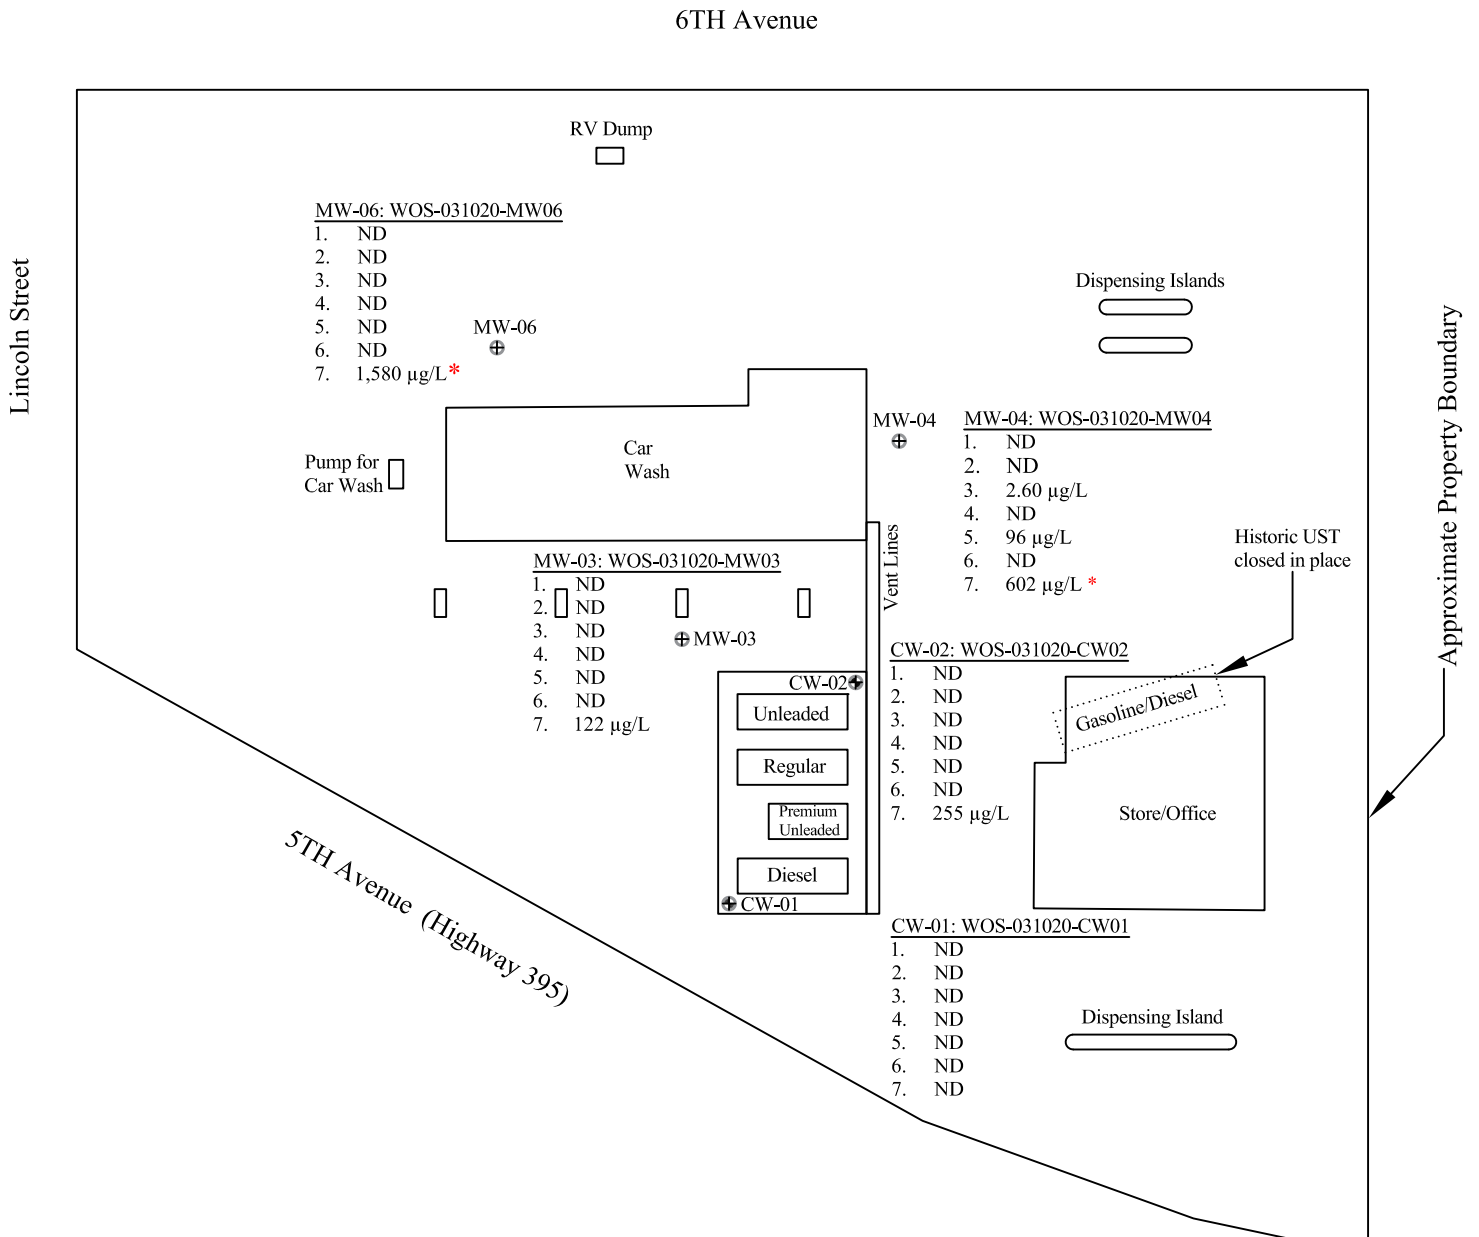 6TH Avenue
RV Dump
MW-06: WOS-031020-MW06
1. ND
2. ND
3. ND
4. ND
5. ND
6. ND
7. 1,580 µg/L*
MW-06
Lincoln Street
Dispensing Islands
Approximate Property Boundary
Car
Wash
Pump for
Car Wash
MW-04
MW-04: WOS-031020-MW04
1. ND
2. ND
3. 2.60 µg/L
4. ND
5. 96 µg/L
6. ND
7. 602 µg/L *
Historic UST
closed in place
Vent Lines
MW-03: WOS-031020-MW03
1. ND
2. ND
3. ND
4. ND
5. ND
6. ND
7. 122 µg/L
MW-03
CW-02
Unleaded
Regular
Premium
Unleaded
Diesel
CW-01
CW-02: WOS-031020-CW02
1. ND
2. ND
3. ND
4. ND
5. ND
6. ND
7. 255 µg/L
Gasoline/Diesel
Store/Office
5TH Avenue (Highway 395)
CW-01: WOS-031020-CW01
1. ND
2. ND
3. ND
4. ND
5. ND
6. ND
7. ND
Dispensing Island